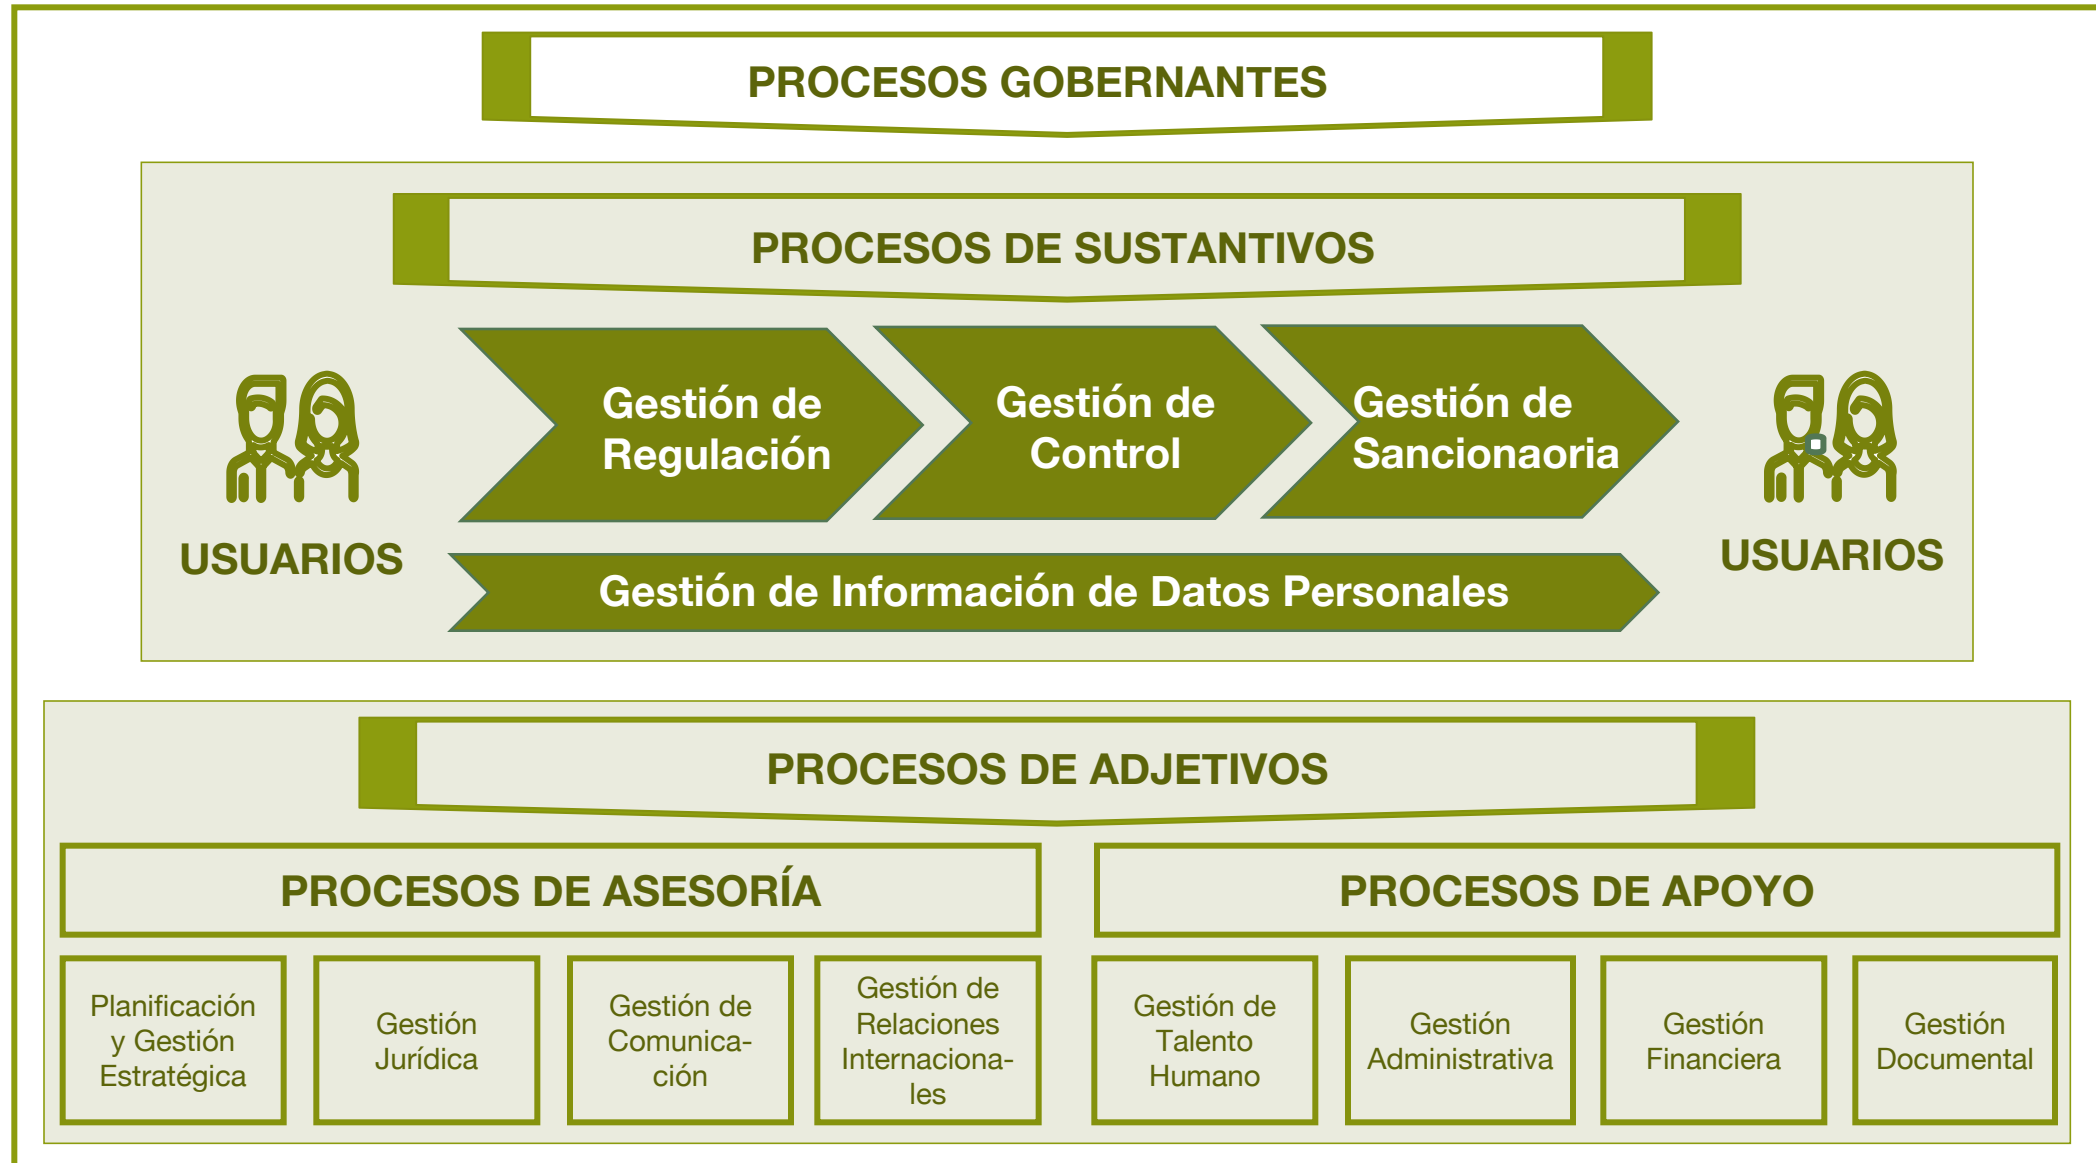 PROCESOS GOBERNANTES
PROCESOS DE SUSTANTIVOS
Gestión de
Regulación
Gestión de
Control
Gestión de
Sancionaoria
USUARIOS
USUARIOS
Gestión de Información de Datos Personales
PROCESOS DE ADJETIVOS
PROCESOS DE ASESORÍA
PROCESOS DE APOYO
Planificación
y Gestión
Estratégica
Gestión
Jurídica
Gestión de
Comunica-
ción
Gestión de
Relaciones
Internaciona-
les
Gestión de
Talento
Humano
Gestión
Administrativa
Gestión
Financiera
Gestión
Documental